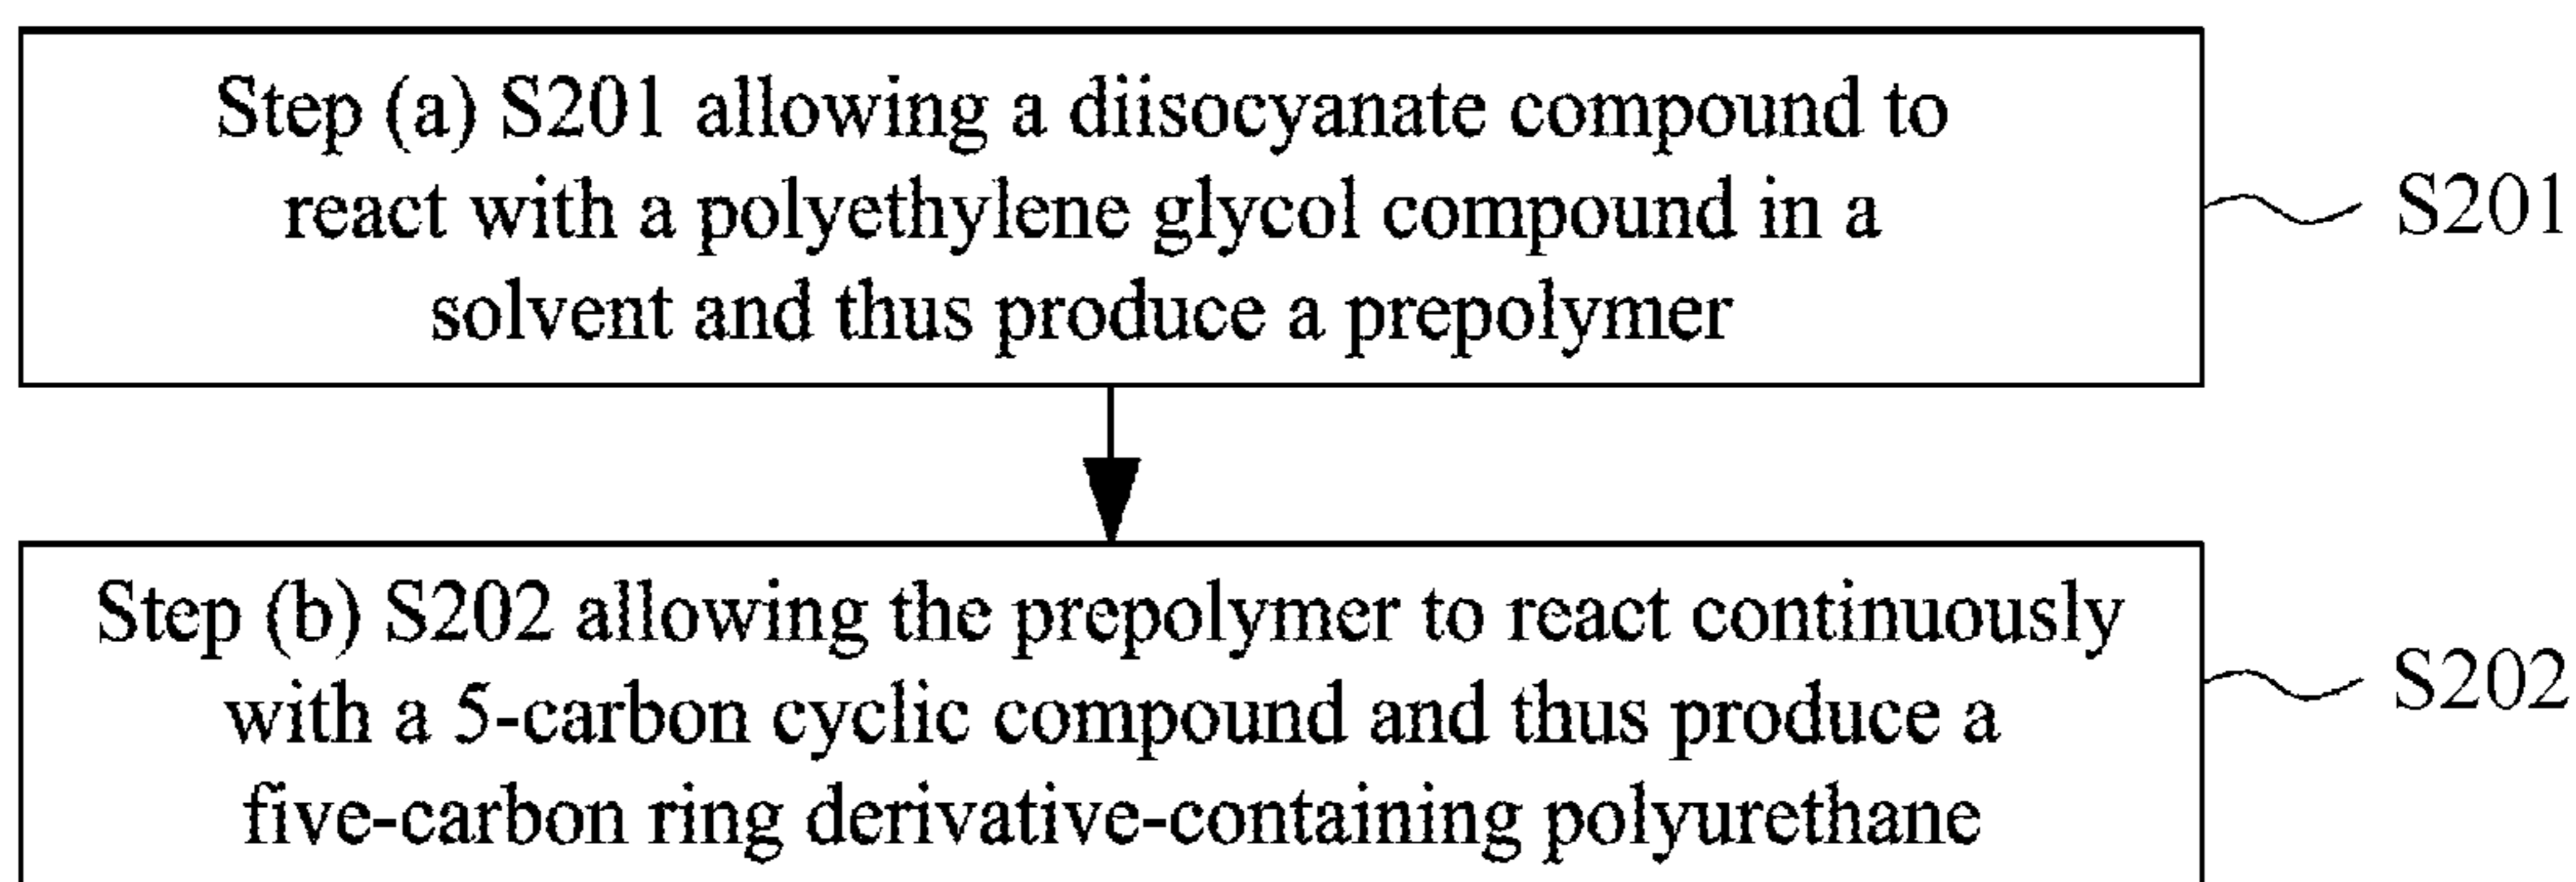 Step (a) S201 allowing a diisocyanate compound to
react with a polyethylene glycol compound in a
solvent and thus produce a prepolymer
S201
Step (b) S202 allowing the prepolymer to react continuously
with a 5-carbon cyclic compound and thus produce a
five-carbon ring derivative-containing polyurethane
S202